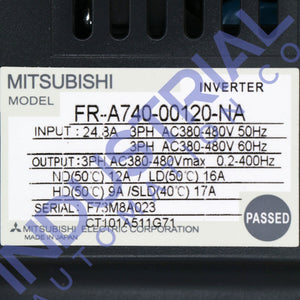 MITSUBISHI
INVERTER
MODEL
FR-A740-00120-NA
INPUT : 24.8A 3PH AC380-480V 50Hz
3PH AC380-480V 60Hz
OUTPUT: 3PH AC380-480Vmax 0.2-400Hz
ND(50℃) 12A / LD(50℃) 16A
HD(50℃) 9A /SLD(40℃) 17A
SERIAL F73M8A023
CT101A511G71
PASSED
MITSUBISHI ELECTRIC CORPORATION
MADE IN JAPAN
INDUSTRIAL